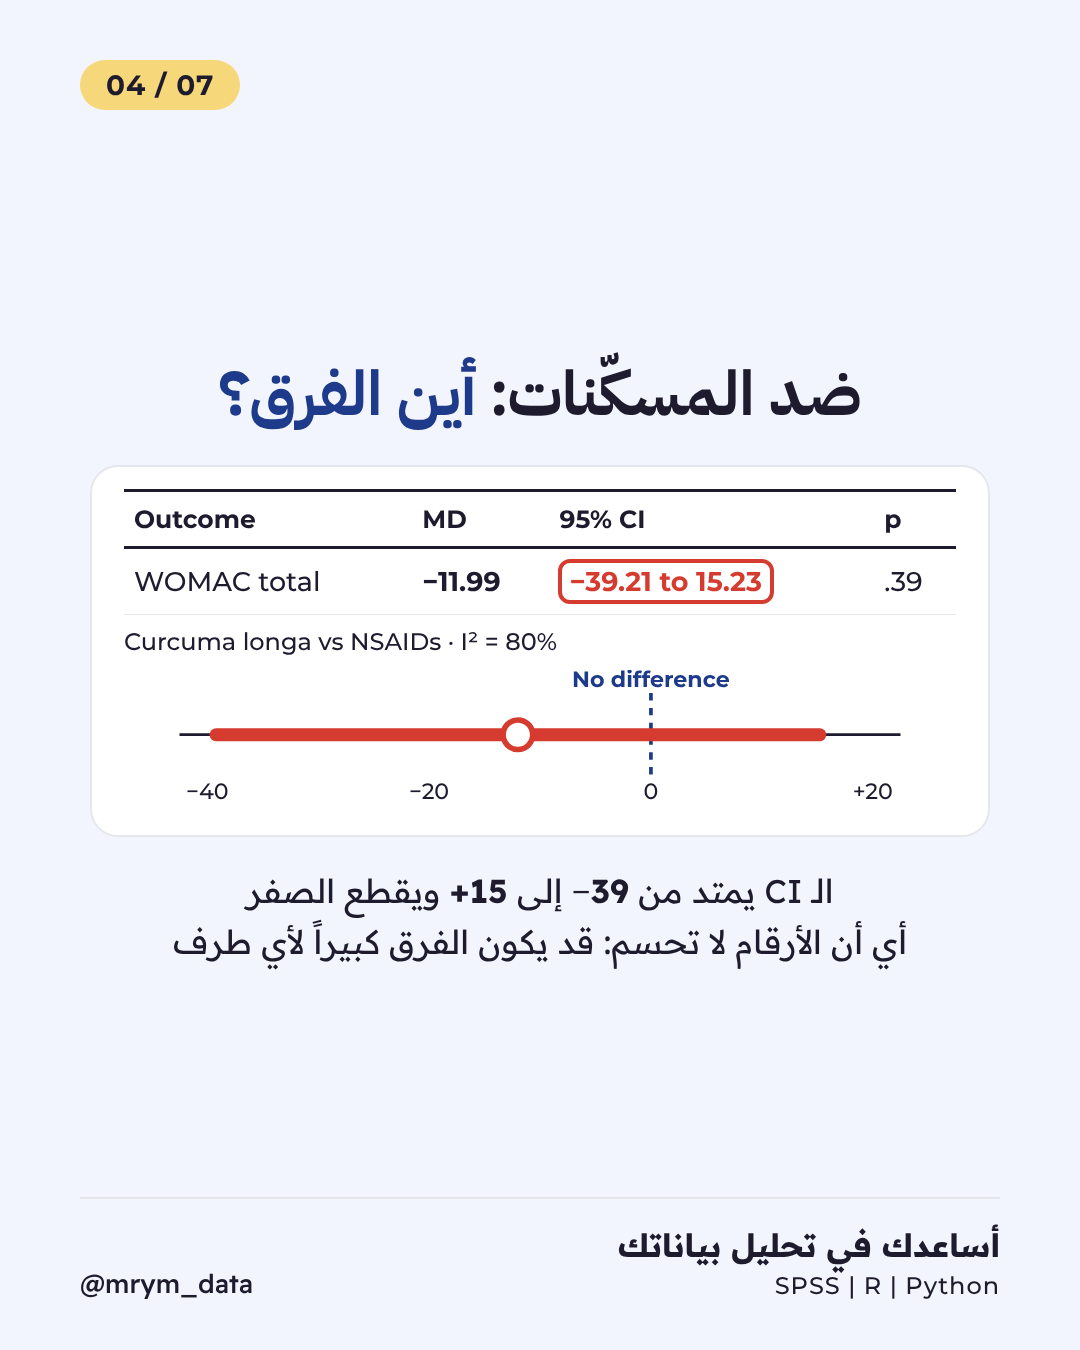 04 / 07
ضد المسكّنات: أين الفرق؟
Outcome MD 95% CI p
WOMAC total −11.99 −39.21 to 15.23 .39
Curcuma longa vs NSAIDs · I² = 80%
No difference
−40 −20 0 +20
الـ CI يمتد من 39− إلى 15+ ويقطع الصفر
أي أن الأرقام لا تحسم: قد يكون الفرق كبيراً لأي طرف
أساعدك في تحليل بياناتك
@mrym_data SPSS | R | Python